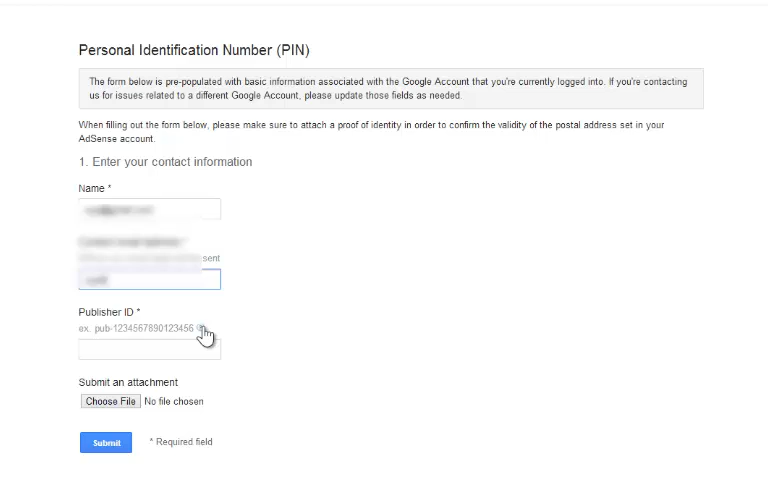 Personal Identification Number (PIN)
The form below is pre-populated with basic information associated with the Google Account that you're currently logged into. If you're contacting
us for issues related to a different Google Account, please update those fields as needed.
When filling out the form below, please make sure to attach a proof of identity in order to confirm the validity of the postal address set in your
AdSense account.
1. Enter your contact information
Name *
sent
Publisher ID *
ex. pub-1234567890123456
Submit an attachment
Choose File No file chosen
Submit * Required field